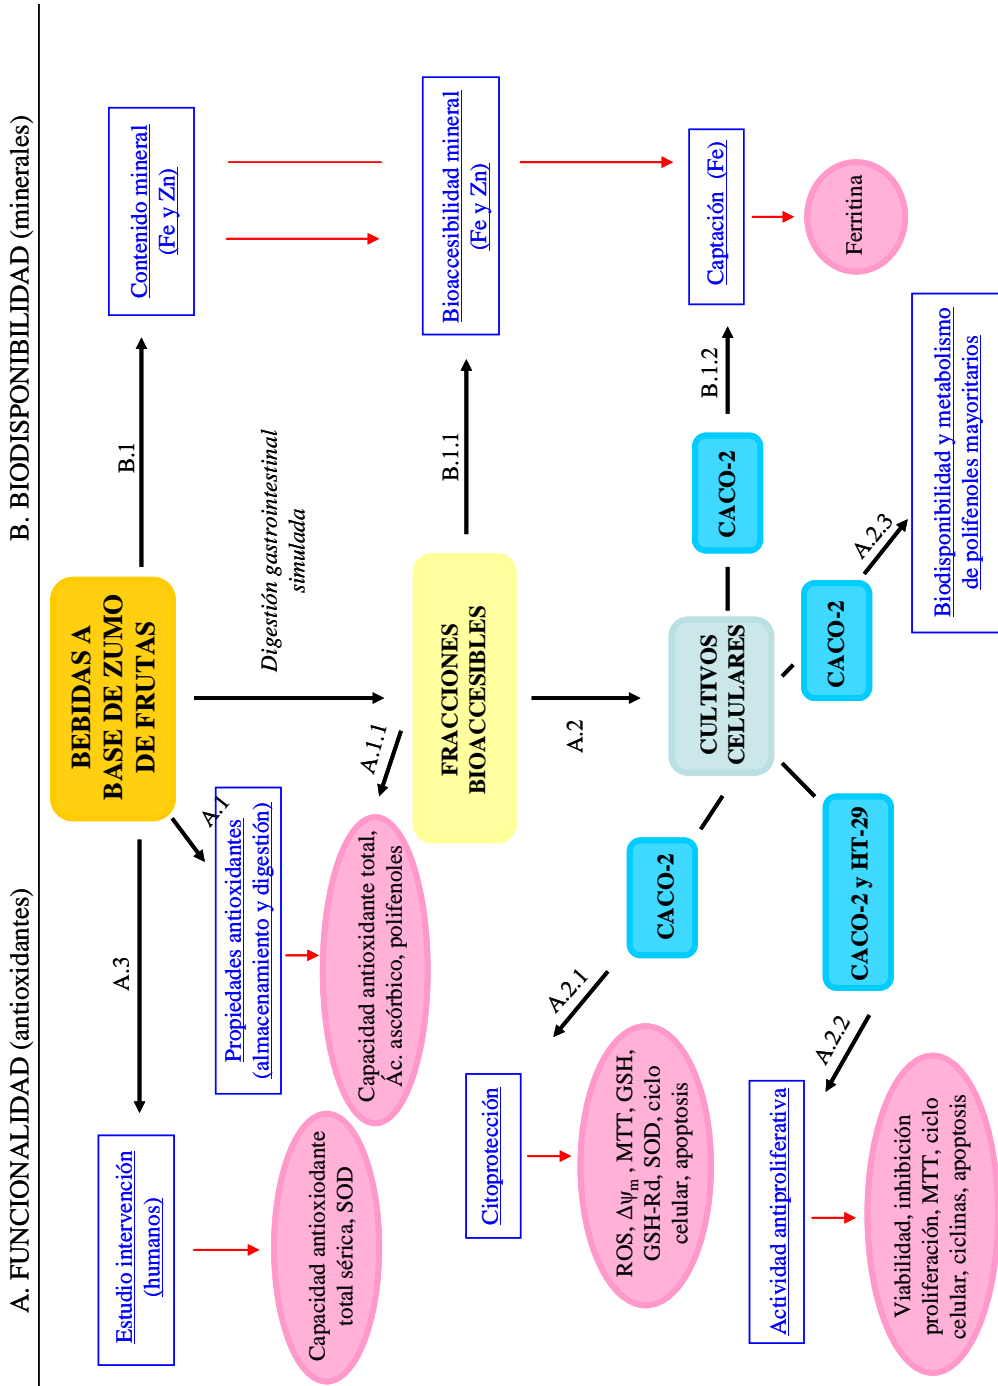 A. FUNCIONALIDAD (antioxidantes)
B. BIODISPONIBILIDAD (minerales)
BEBIDAS A
BASE DE ZUMO
DE FRUTAS
A.3
A.1
B.1
Estudio intervención
(humanos)
Capacidad antioxiodante
total sérica, SOD
Propiedades antioxidantes
(almacenamiento y digestión)
Capacidad antioxidante total,
Ác. ascórbico, polifenoles
A.1.1
Digestión gastrointestinal
simulada
Contenido mineral
(Fe y Zn)
FRACCIONES
BIOACCESIBLES
B.1.1
Bioaccesibilidad mineral
(Fe y Zn)
A.2
CULTIVOS
CELULARES
CACO-2
A.2.1
Citoprotección
ROS, Δψm , MTT, GSH,
GSH-Rd, SOD, ciclo
celular, apoptosis
CACO-2
B.1.2
Captación (Fe)
Ferritina
CACO-2 y HT-29
A.2.2
Actividad antiproliferativa
Viabilidad, inhibición
proliferación, MTT, ciclo
celular, ciclinas, apoptosis
CACO-2
A.2.3
Biodisponibilidad y metabolismo
de polifenoles mayoritarios